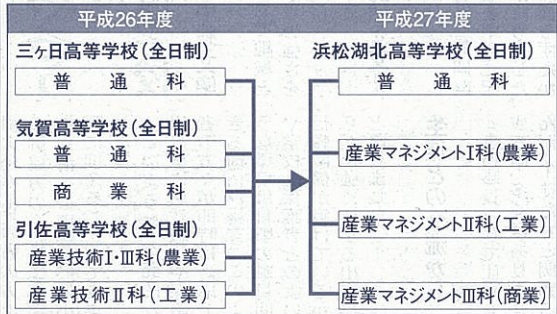 平成26年度
三ヶ日高等学校(全日制)
普通科
気賀高等学校(全日制)
普通科
商業科
引佐高等学校(全日制)
産業技術Ⅰ・Ⅲ科(農業)
産業技術Ⅱ科(工業)
平成27年度
浜松湖北高等学校(全日制)
普通科
産業マネジメントⅠ科(農業)
産業マネジメントⅡ科(工業)
産業マネジメントⅢ科(商業)